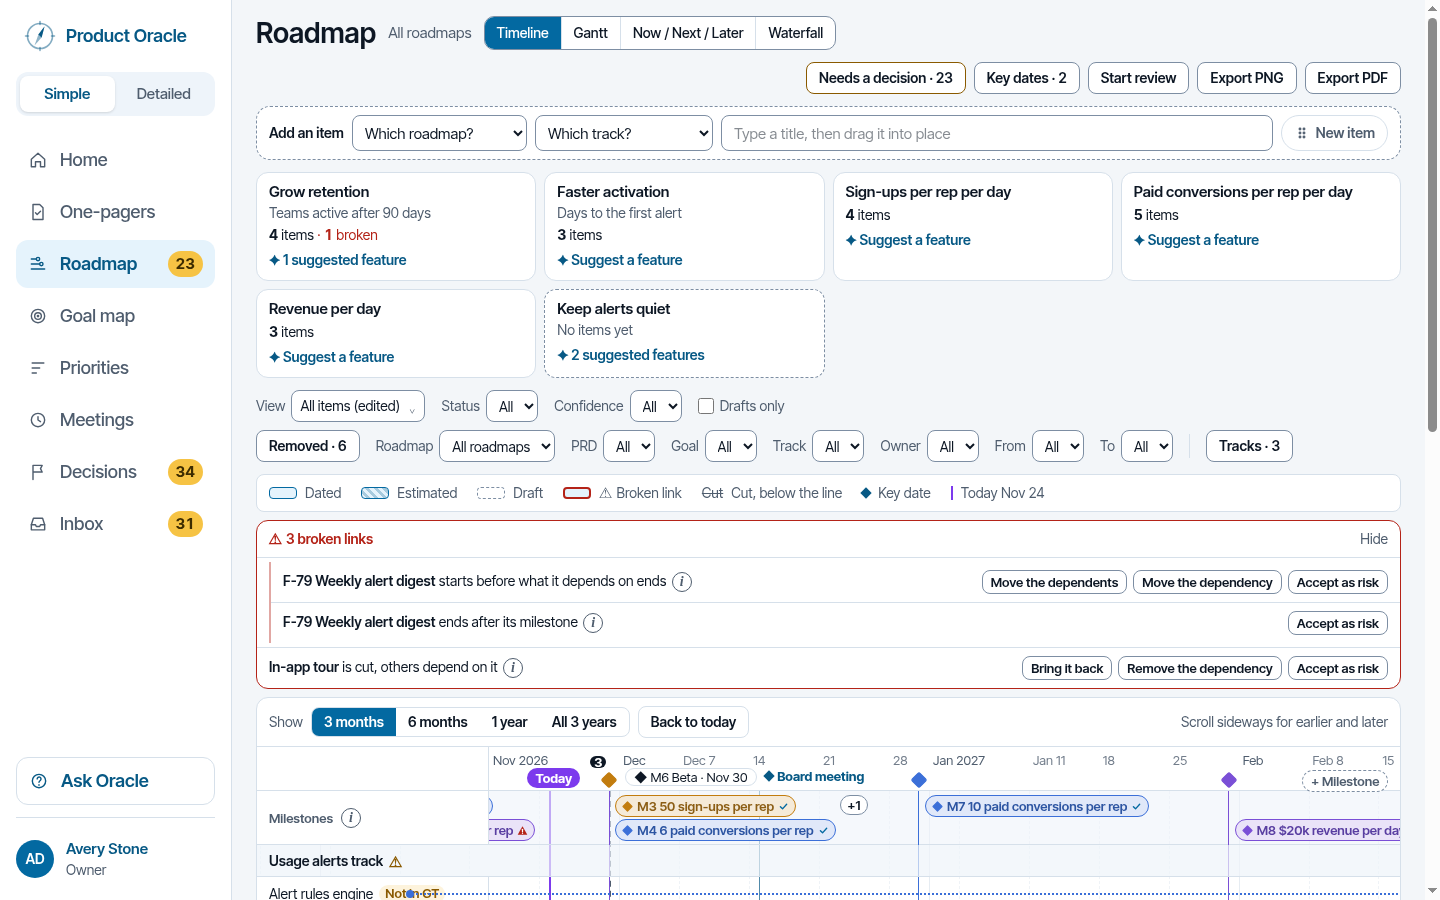 Product Oracle
Simple
Detailed
Home
One-pagers
Roadmap 23
Goal map
Priorities
Meetings
Decisions 34
Inbox 31
Ask Oracle
AD
Avery Stone
Owner
Roadmap All roadmaps Timeline Gantt Now / Next / Later Waterfall
Needs a decision · 23 Key dates · 2 Start review Export PNG Export PDF
Add an item Which roadmap? Which track? Type a title, then drag it into place New item
Grow retention
Teams active after 90 days
4 items · 1 broken
1 suggested feature
Faster activation
Days to the first alert
3 items
Suggest a feature
Sign-ups per rep per day
4 items
Suggest a feature
Paid conversions per rep per day
5 items
Suggest a feature
Revenue per day
3 items
Suggest a feature
Keep alerts quiet
No items yet
2 suggested features
View All items (edited) Status All Confidence All Drafts only
Removed · 6 Roadmap All roadmaps PRD All Goal All Track All Owner All From All To All Tracks · 3
Dated Estimated Draft Broken link Cut Cut, below the line Key date Today Nov 24
3 broken links Hide
F-79 Weekly alert digest starts before what it depends on ends i Move the dependents Move the dependency Accept as risk
F-79 Weekly alert digest ends after its milestone i Accept as risk
In-app tour is cut, others depend on it i Bring it back Remove the dependency Accept as risk
Show 3 months 6 months 1 year All 3 years Back to today Scroll sideways for earlier and later
Nov 2026 3 Dec Dec 7 14 21 28 Jan 2027 Jan 11 18 25 Feb Feb 8 15
Today M6 Beta · Nov 30 Board meeting + Milestone
Milestones i
M3 50 sign-ups per rep +1 M7 10 paid conversions per rep
rep M4 6 paid conversions per rep M8 $20k revenue per day
Usage alerts track
Alert rules engine